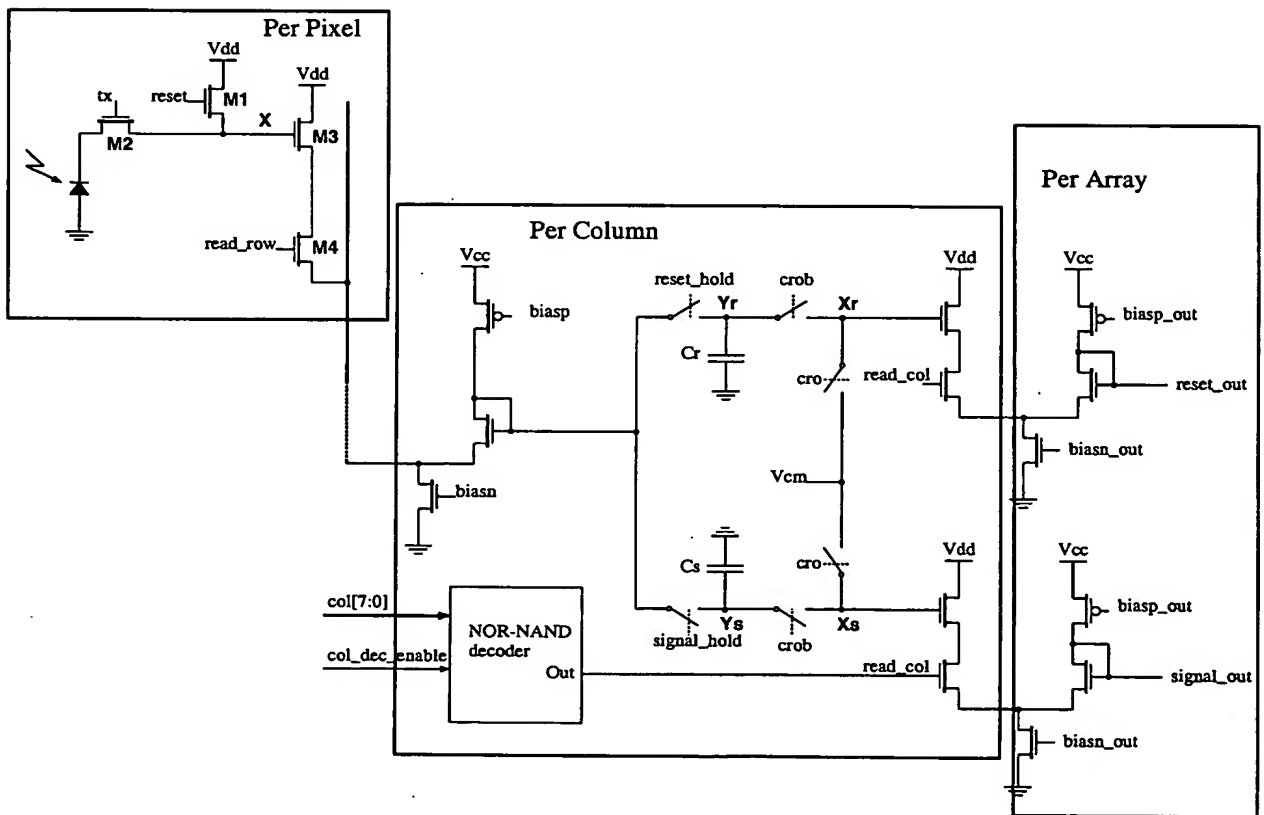 Per Pixel
Vdd
Vdd
tx
reset
M1
X
M3
M2
read_row
M4
Per Array
Per Column
Vcc
Vdd
Vcc
reset_hold
crob
biasp
Yr
Xr
biasp_out
Cr
cro
read_col
reset_out
biasn_out
Vcm
biasn
Vdd
Vcc
Cs
cro
col[7:0]
biasp_out
NOR-NAND
decoder
Ys
Xs
signal_hold
crob
col_dec_enable
Out
read_col
signal_out
biasn_out